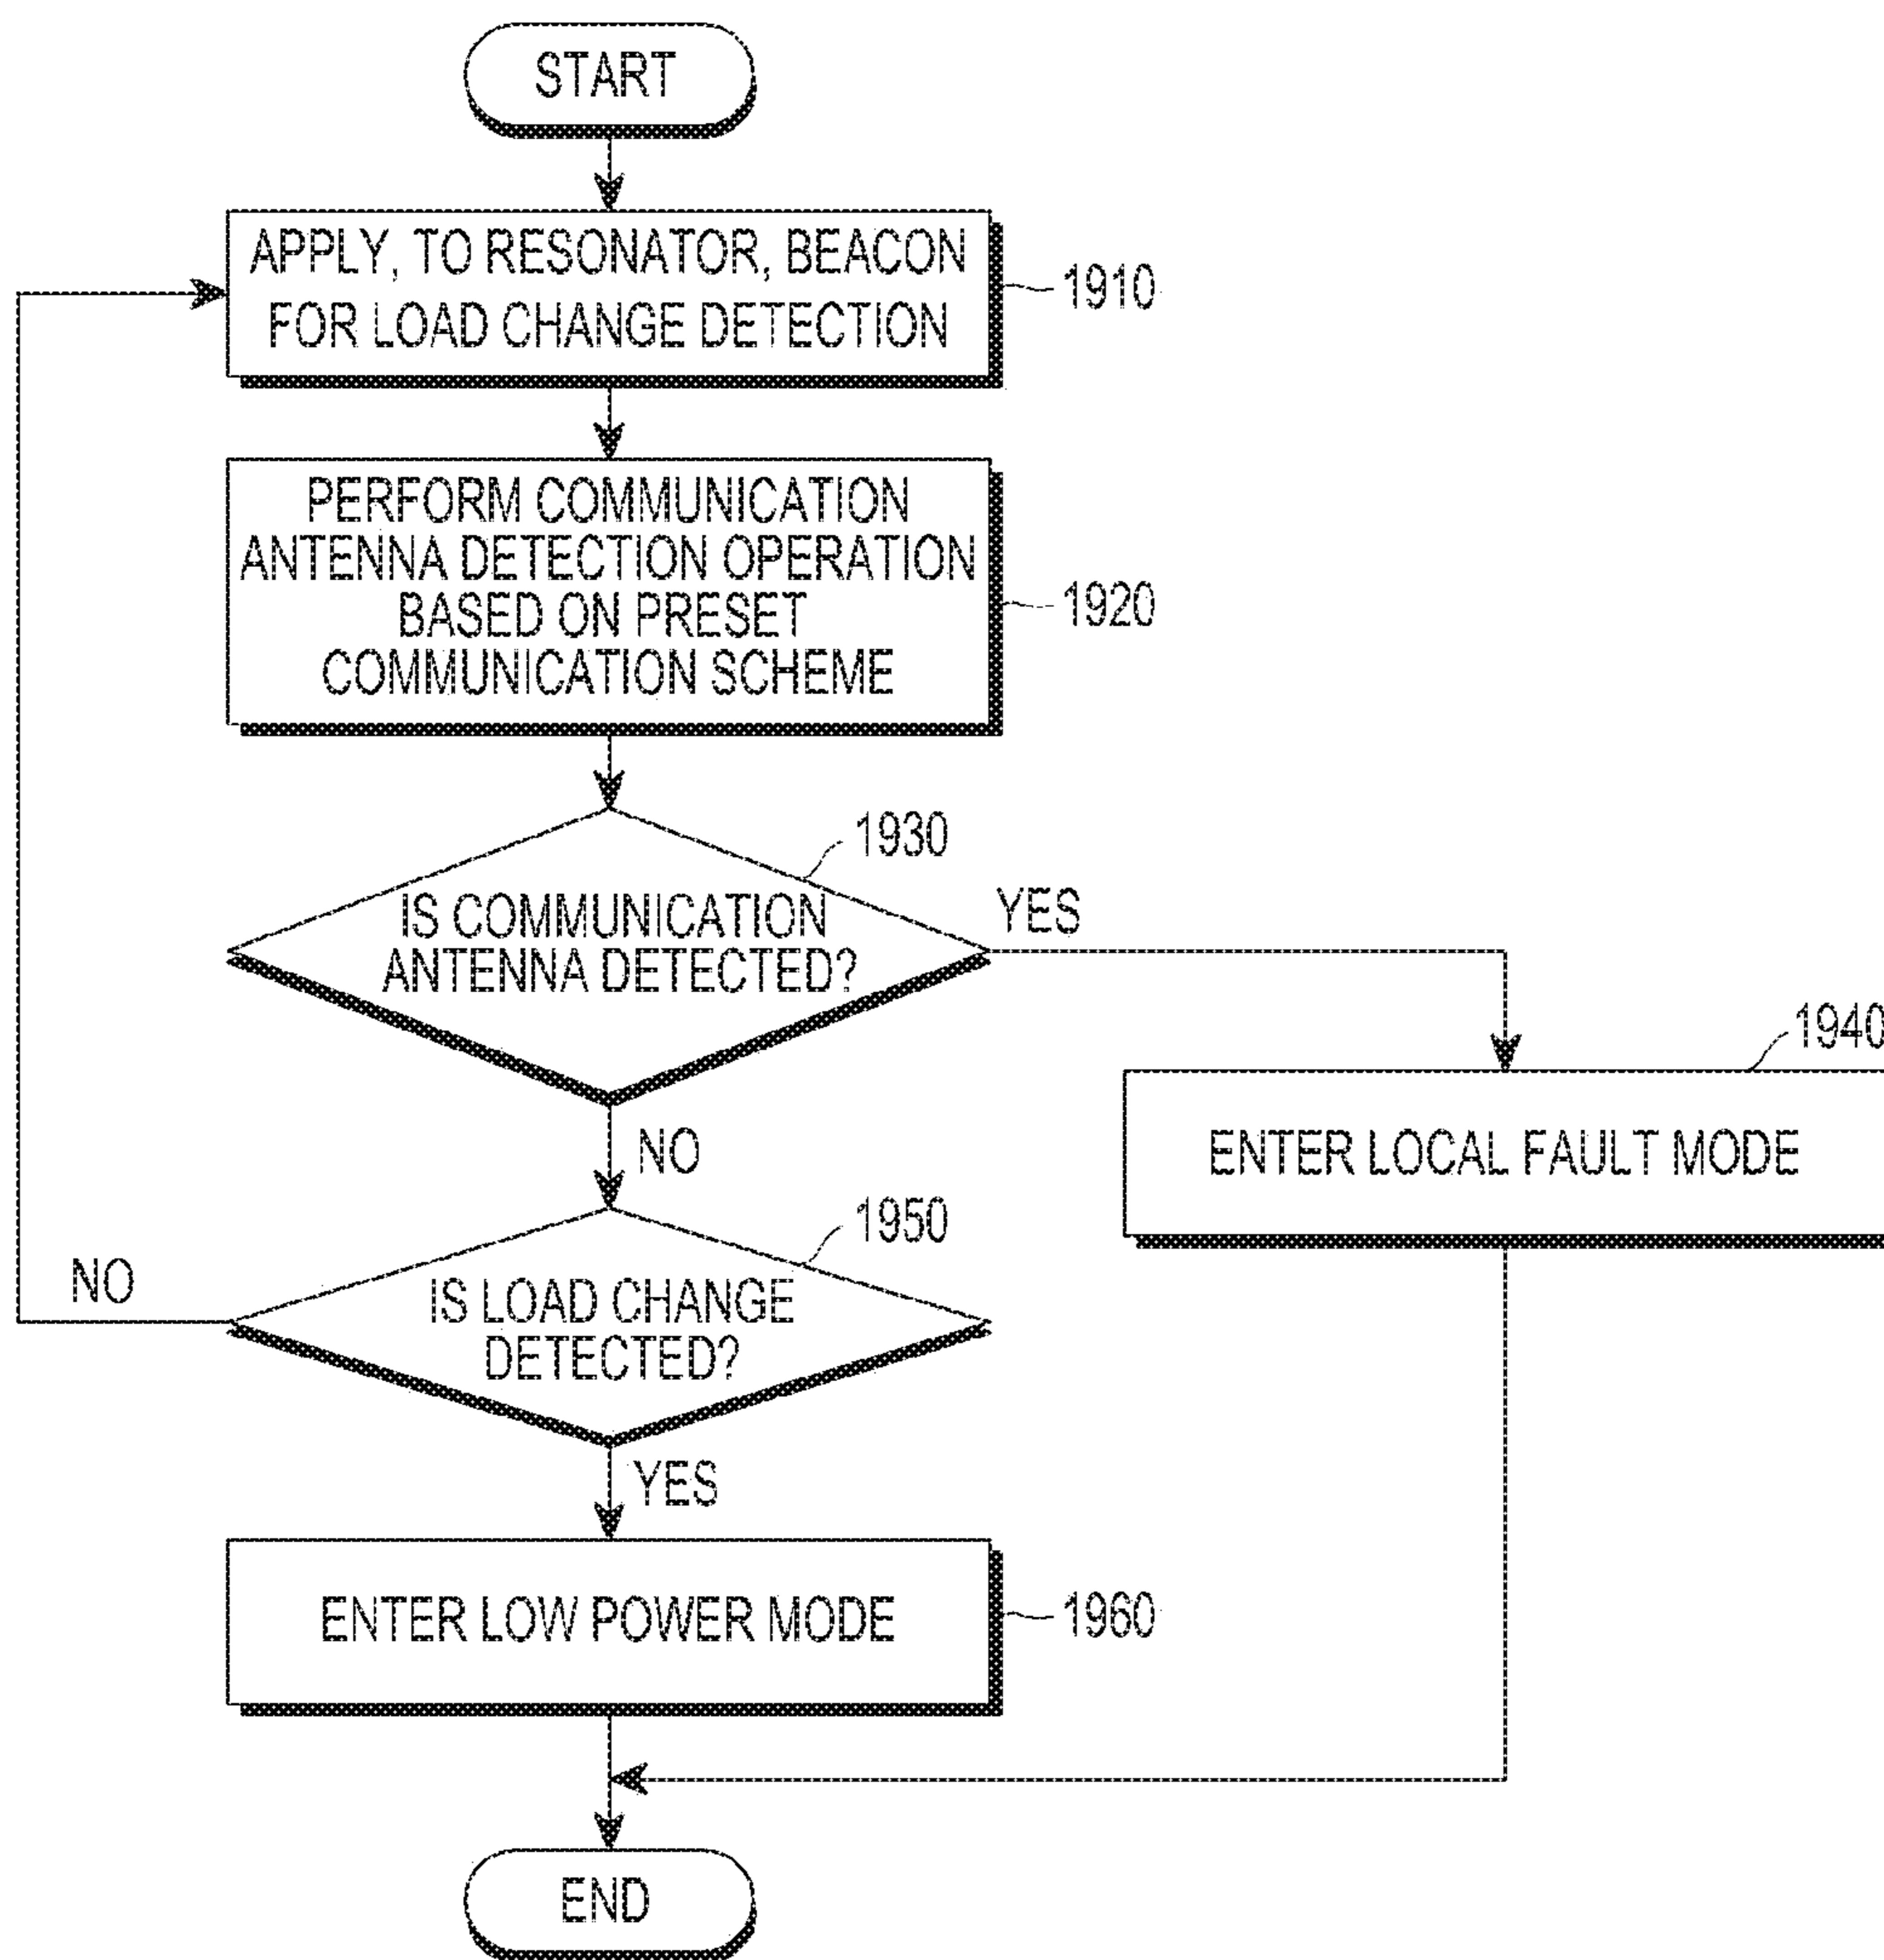 START
APPLY, TO RESONATOR, BEACON
FOR LOAD CHANGE DETECTION
1910
PERFORM COMMUNICATION
ANTENNA DETECTION OPERATION
BASED ON PRESET
COMMUNICATION SCHEME
1920
1930
IS COMMUNICATION
ANTENNA DETECTED?
YES
1940
ENTER LOCAL FAULT MODE
NO
1950
IS LOAD CHANGE
DETECTED?
NO
YES
ENTER LOW POWER MODE
1960
END